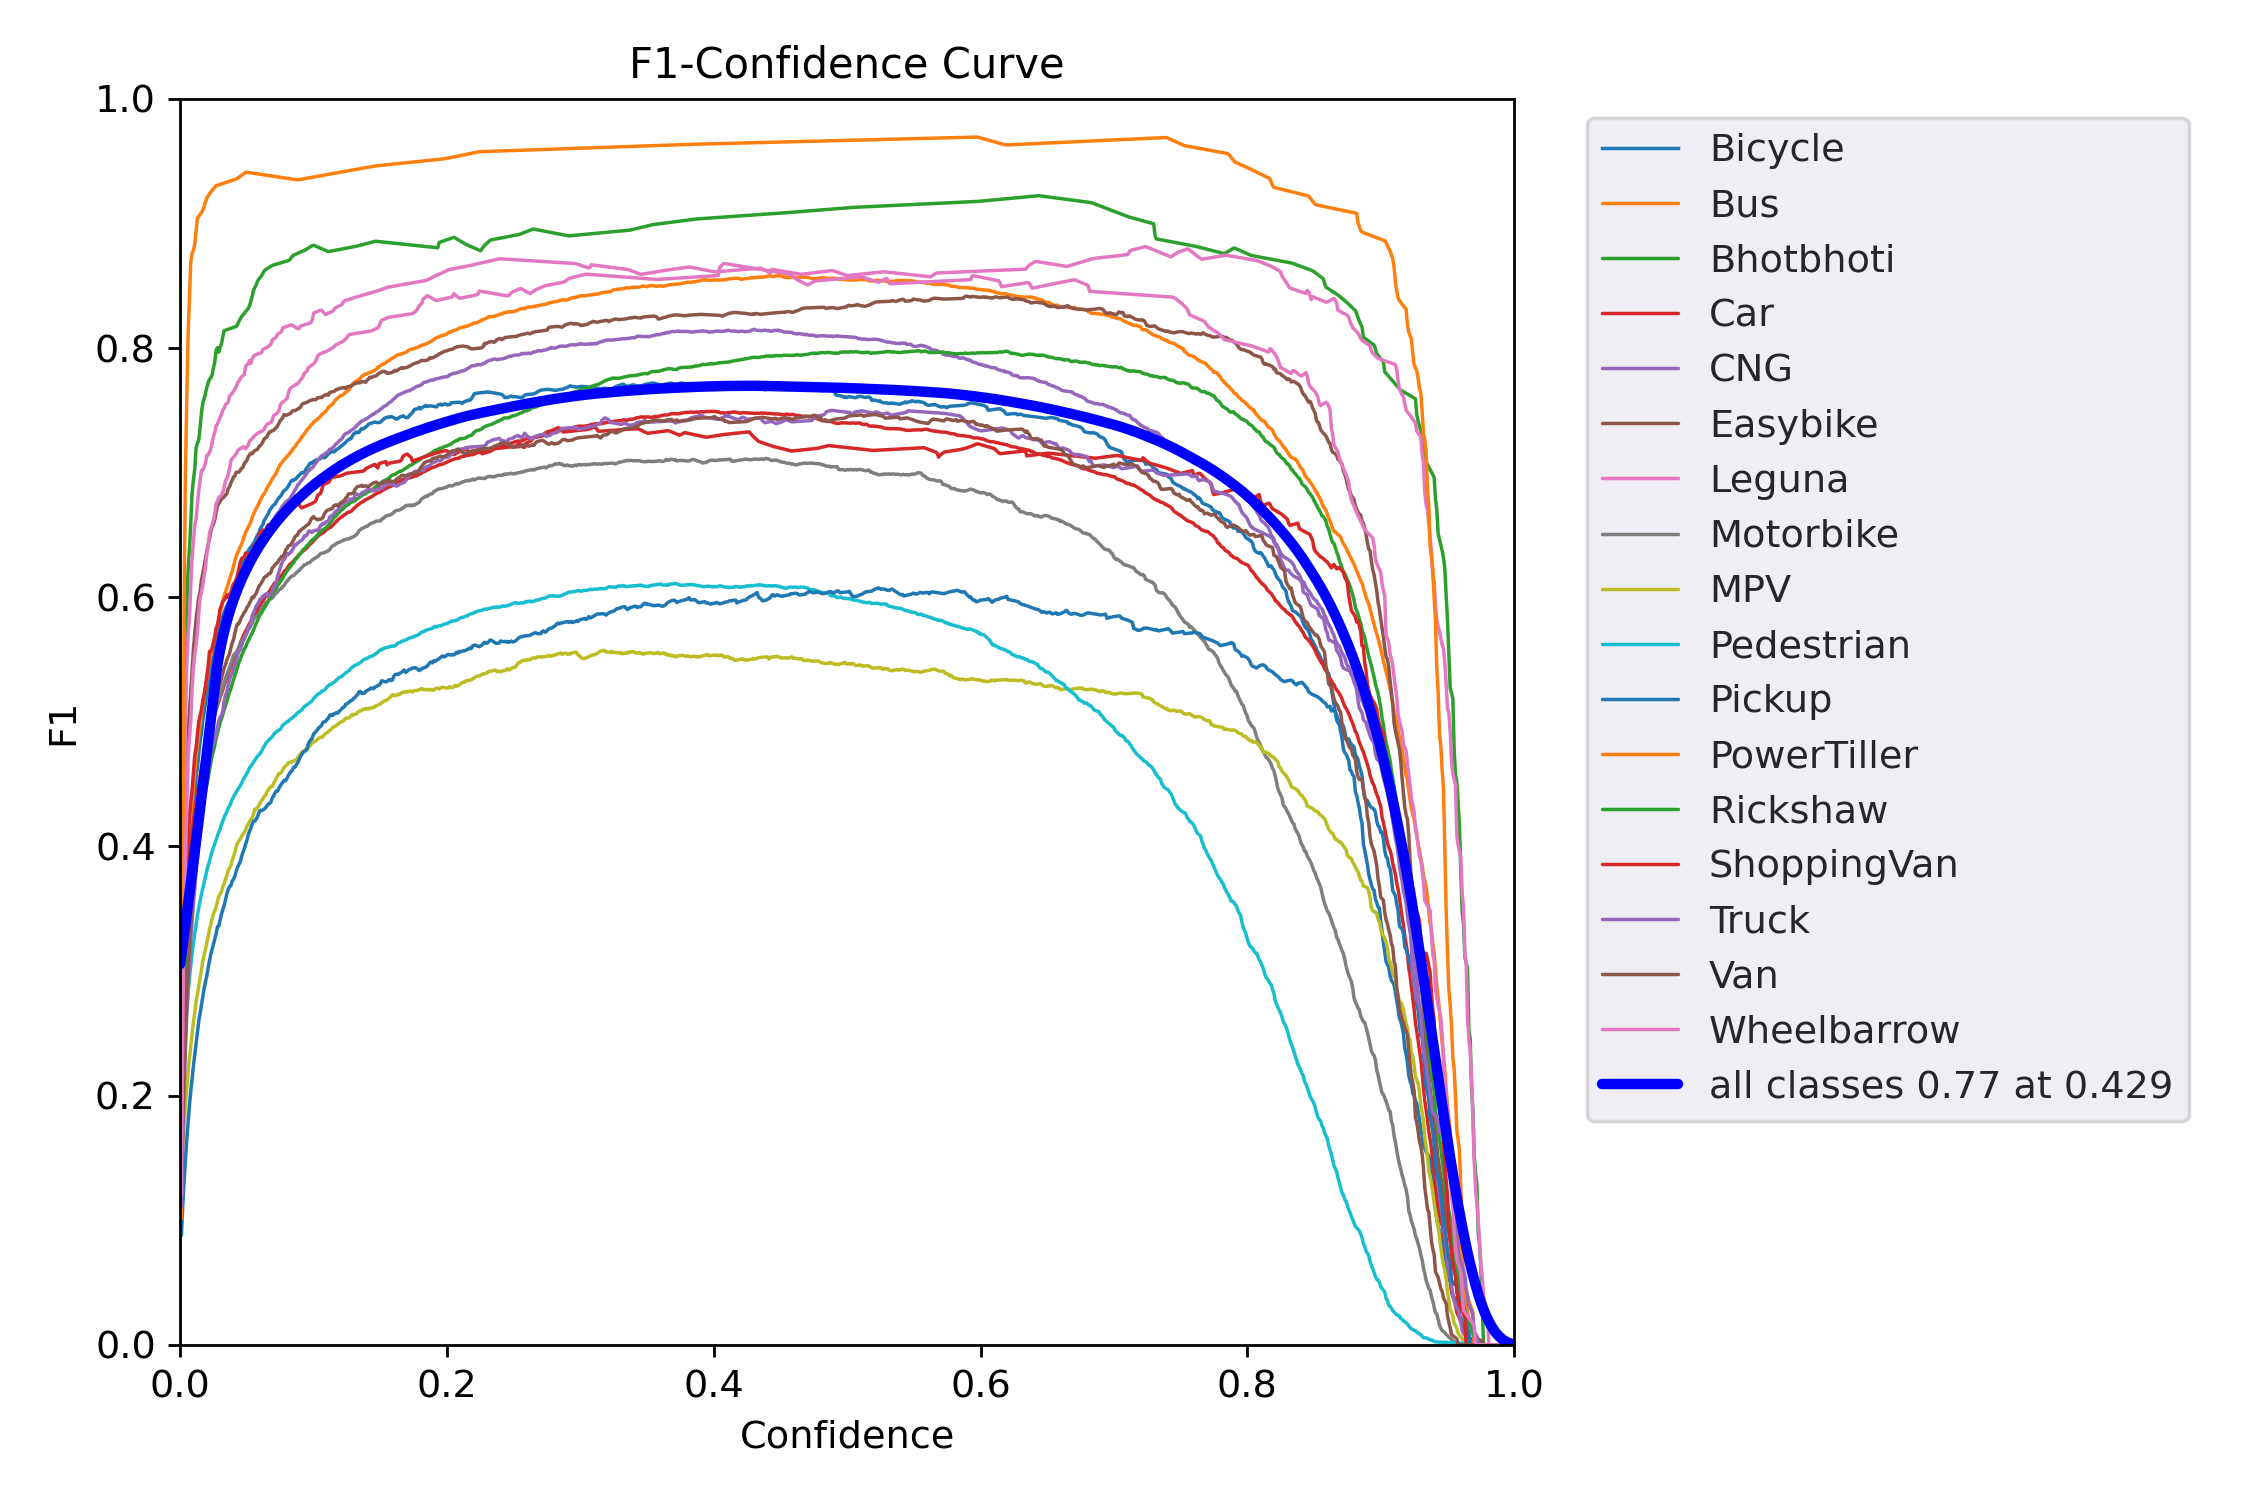 F1-Confidence Curve
1.0
0.8
0.6
0.4
0.2
0.0
F1
0.0 0.2 0.4 0.6 0.8 1.0
Confidence
Bicycle
Bus
Bhotbhoti
Car
CNG
Easybike
Leguna
Motorbike
MPV
Pedestrian
Pickup
PowerTiller
Rickshaw
ShoppingVan
Truck
Van
Wheelbarrow
all classes 0.77 at 0.429